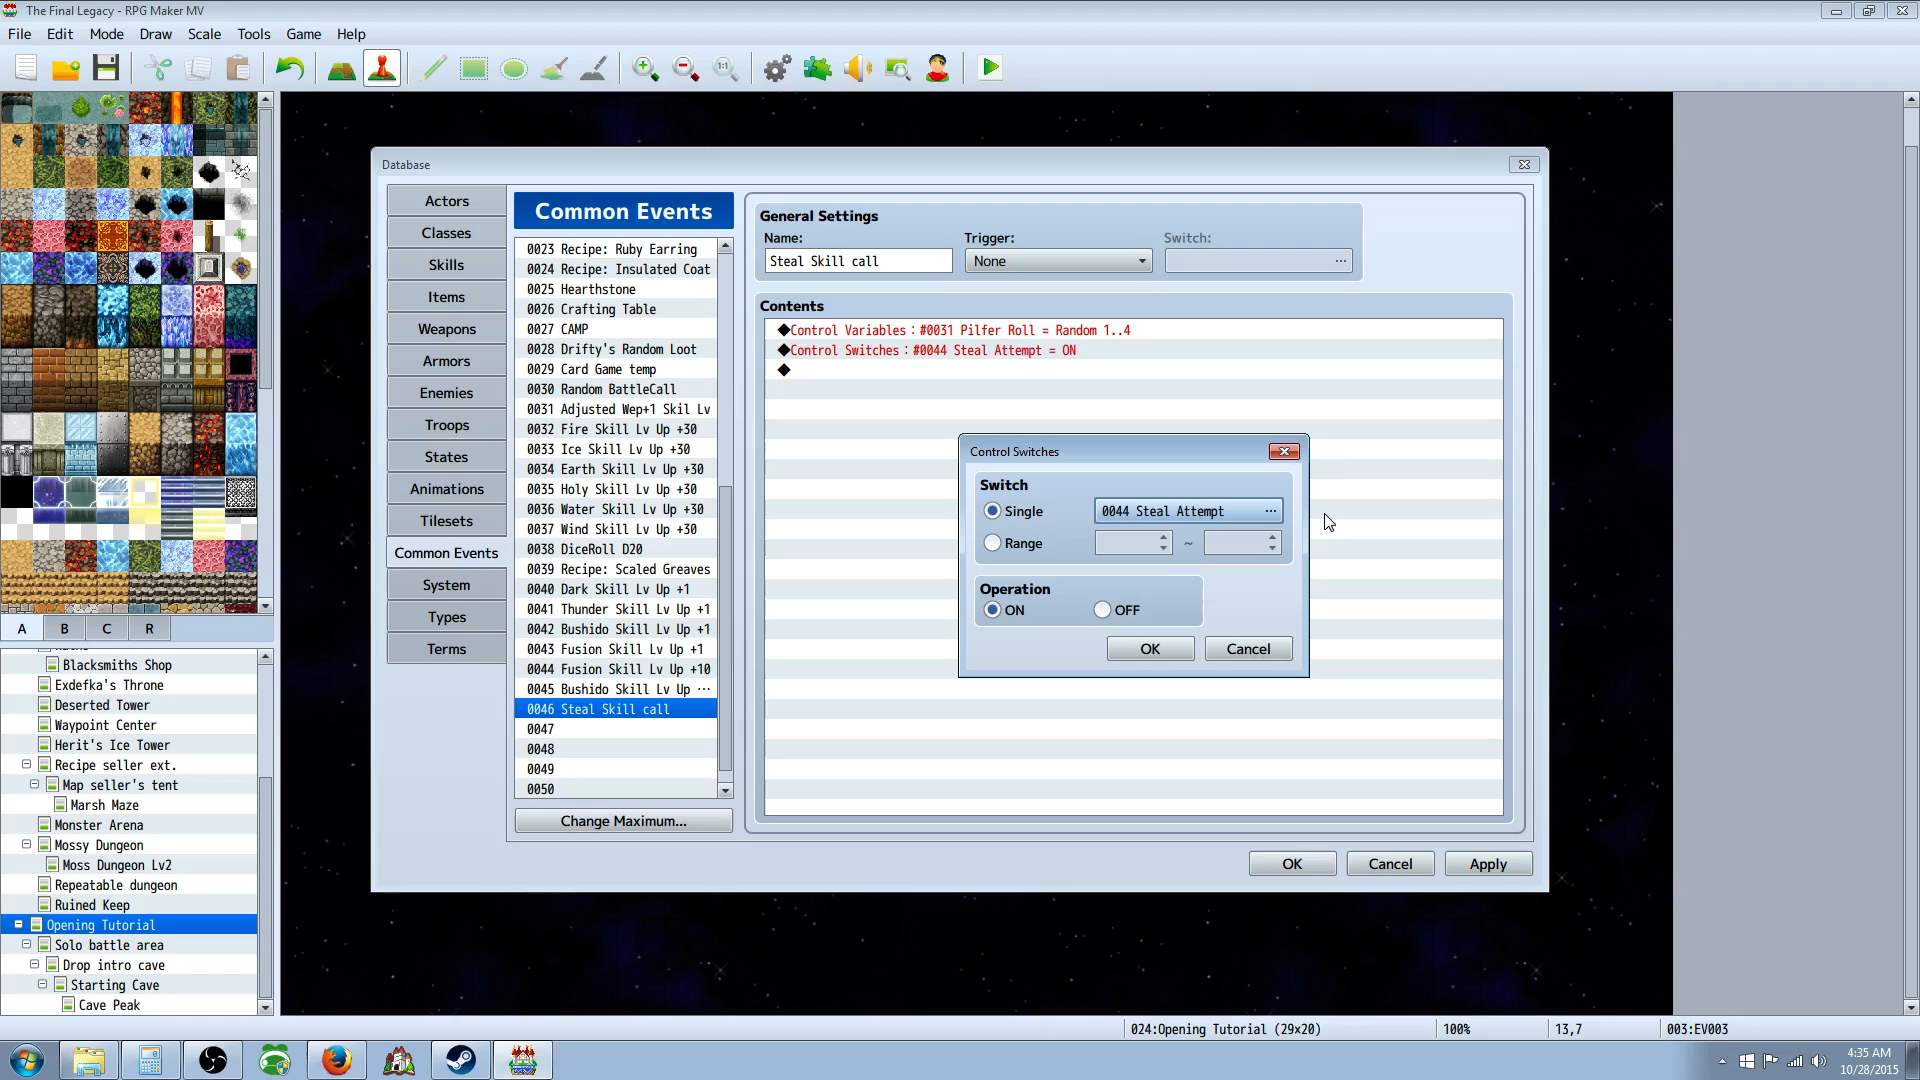 The Final Legacy - RPG Maker MV
File Edit Mode Draw Scale Tools Game Help
1:1
Database
Actors
Classes
Skills
Items
Weapons
Armors
Enemies
Troops
States
Animations
Tilesets
Common Events
System
Types
Terms
Common Events
0023 Recipe: Ruby Earring
0024 Recipe: Insulated Coat
0025 Hearthstone
0026 Crafting Table
0027 CAMP
0028 Drifty's Random Loot
0029 Card Game temp
0030 Random BattleCall
0031 Adjusted Wep+1 Skil Lv
0032 Fire Skill Lv Up +30
0033 Ice Skill Lv Up +30
0034 Earth Skill Lv Up +30
0035 Holy Skill Lv Up +30
0036 Water Skill Lv Up +30
0037 Wind Skill Lv Up +30
0038 DiceRoll D20
0039 Recipe: Scaled Greaves
0040 Dark Skill Lv Up +1
0041 Thunder Skill Lv Up +1
0042 Bushido Skill Lv Up +1
0043 Fusion Skill Lv Up +1
0044 Fusion Skill Lv Up +10
0045 Bushido Skill Lv Up ...
0046 Steal Skill call
0047
0048
0049
0050
Change Maximum...
General Settings
Name:
Trigger:
Switch:
Steal Skill call
None
...
Contents
◆Control Variables：#0031 Pilfer Roll = Random 1..4
◆Control Switches：#0044 Steal Attempt = ON
◆
Control Switches
Switch
Single
0044 Steal Attempt ...
Range
~
Operation
ON
OFF
OK
Cancel
OK
Cancel
Apply
A B C R
Blacksmiths Shop
Exdefka's Throne
Deserted Tower
Waypoint Center
Herit's Ice Tower
Recipe seller ext.
Map seller's tent
Marsh Maze
Monster Arena
Mossy Dungeon
Moss Dungeon Lv2
Repeatable dungeon
Ruined Keep
Opening Tutorial
Solo battle area
Drop intro cave
Starting Cave
Cave Peak
024:Opening Tutorial (29x20)
100%
13,7
003:EV003
4:35 AM
10/28/2015